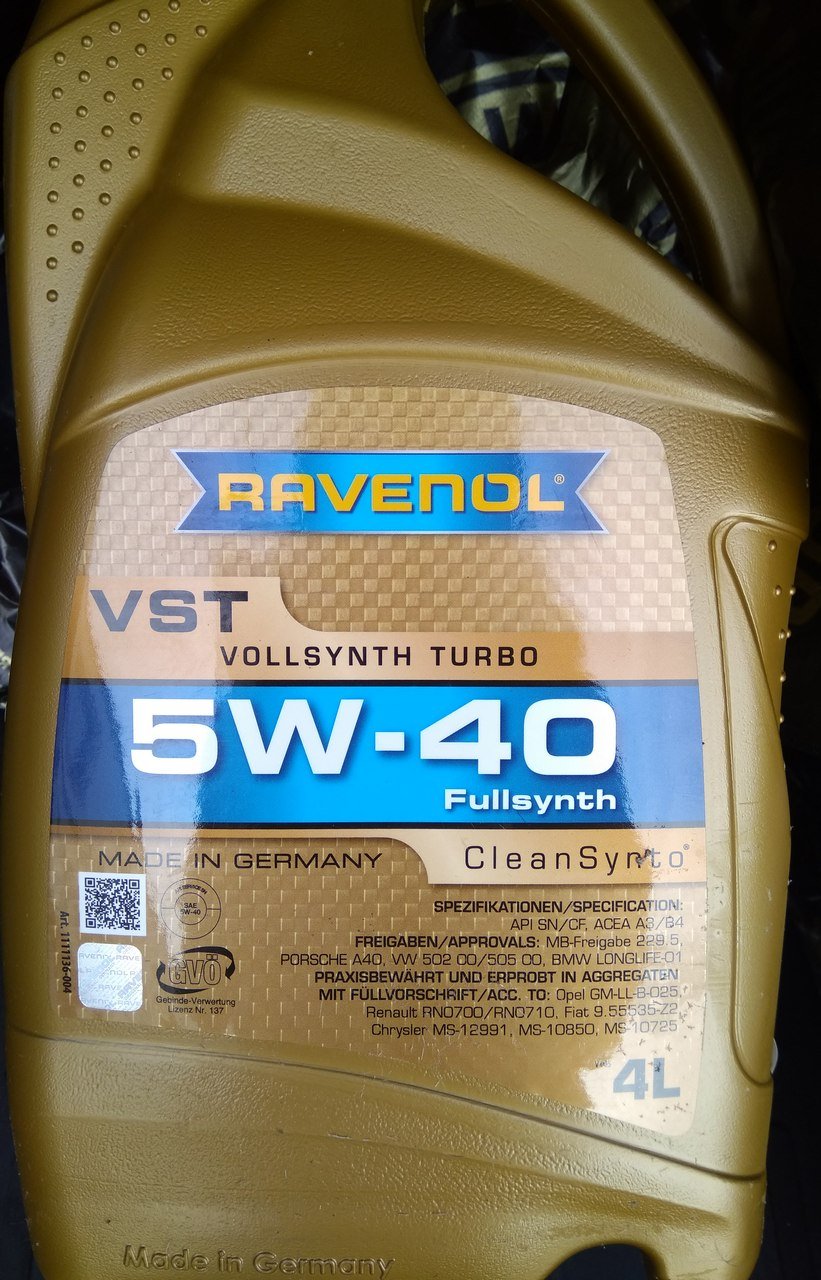 RAVENOL®
VST
VOLLSYNTH TURBO
5W-40
Fullsynth
MADE IN GERMANY
CleanSynto®
SAE
5W-40
Art. 1111136-004
GVÖ
Gebinde-Verwertung
Lizenz Nr. 137
SPEZIFIKATIONEN/SPECIFICATION:
API SN/CF, ACEA A3/B4
FREIGABEN/APPROVALS: MB-Freigabe 229.5,
PORSCHE A40, VW 502 00/505 00, BMW LONGLIFE-01
PRAXISBEWÄHRT UND ERPROBT IN AGGREGATEN
MIT FÜLLVORSCHRIFT/ACC. TO: Opel GM-LL-B-025,
Renault RN0700/RN0710, Fiat 9.55535-Z2,
Chrysler MS-12991, MS-10850, MS-10725
4L
Made in Germany